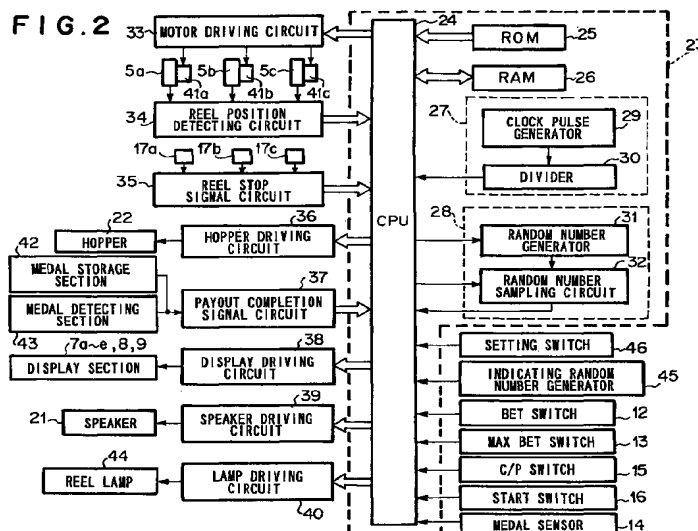 FIG.2
33
MOTOR DRIVING CIRCUIT
5a
5b
5c
41a
41b
41c
34
REEL POSITION
DETECTING CIRCUIT
17a
17b
17c
35
REEL STOP
SIGNAL CIRCUIT
22
36
HOPPER
HOPPER DRIVING
CIRCUIT
42
MEDAL STORAGE
SECTION
37
MEDAL DETECTING
SECTION
PAYOUT COMPLETION
SIGNAL CIRCUIT
43
7a~e,8,9
38
DISPLAY SECTION
DISPLAY DRIVING
CIRCUIT
39
21
SPEAKER
SPEAKER DRIVING
CIRCUIT
44
REEL LAMP
LAMP DRIVING
CIRCUIT
40
24
CPU
ROM
25
RAM
26
23
27
CLOCK PULSE
GENERATOR
29
DIVIDER
30
28
31
RANDOM NUMBER
GENERATOR
32
RANDOM NUMBER
SAMPLING CIRCUIT
SETTING SWITCH
46
INDICATING RANDOM
NUMBER GENERATOR
45
BET SWITCH
12
MAX BET SWITCH
13
C/P SWITCH
15
START SWITCH
16
MEDAL SENSOR
14